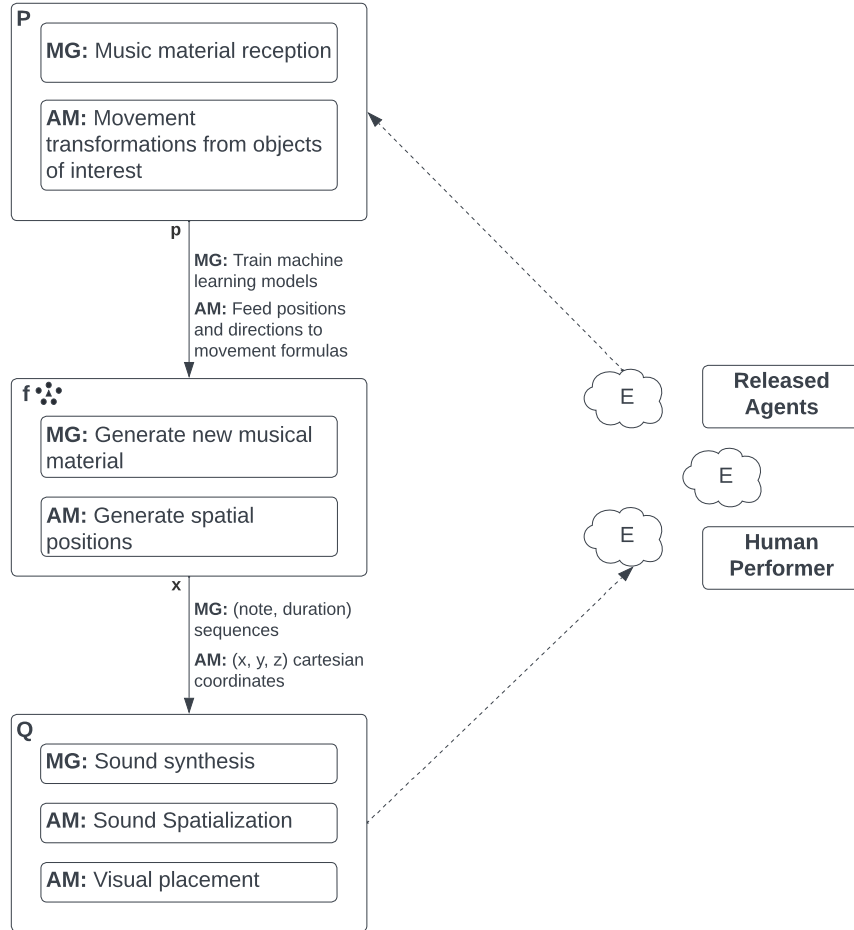 P
MG: Music material reception
AM: Movement
transformations from objects
of interest
p
MG: Train machine
learning models
AM: Feed positions
and directions to
movement formulas
f
MG: Generate new musical
material
AM: Generate spatial
positions
x
MG: (note, duration)
sequences
AM: (x, y, z) cartesian
coordinates
Q
MG: Sound synthesis
AM: Sound Spatialization
AM: Visual placement
E
Released
Agents
E
E
Human
Performer